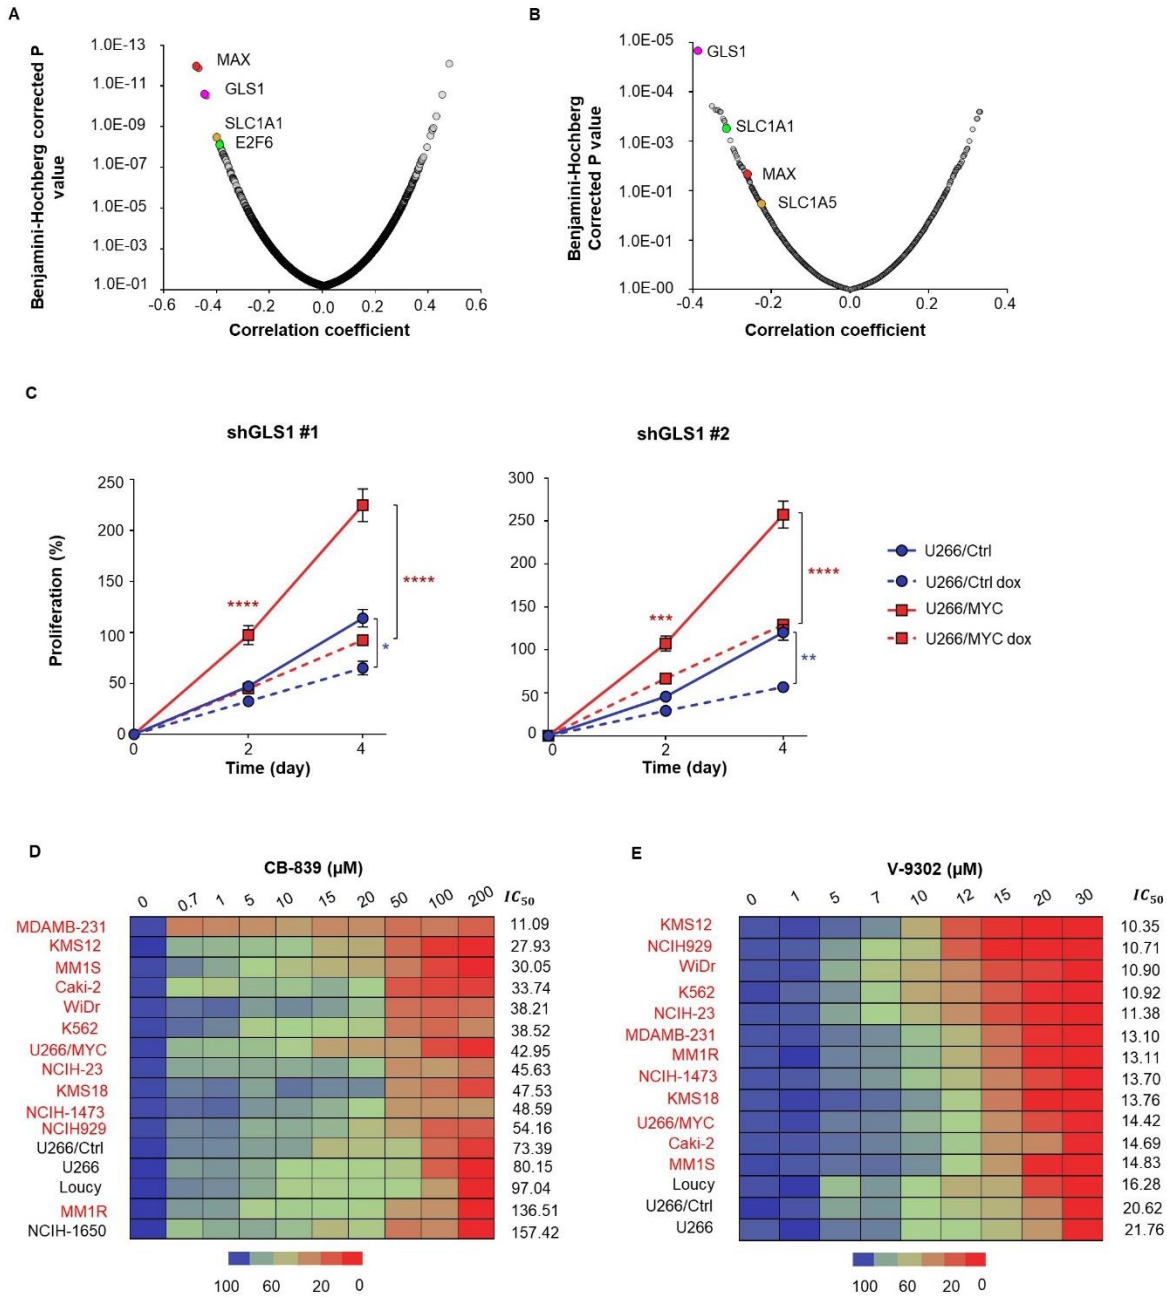 A
Benjamini-Hochberg corrected P
value
1.0E-13
1.0E-11
1.0E-09
1.0E-07
1.0E-05
1.0E-03
1.0E-01
MAX
GLS1
SLC1A1
E2F6
-0.6 -0.4 -0.2 0 0.2 0.4 0.6
Correlation coefficient
B
Benjamini-Hochberg
Corrected P value
1.0E-05
1.0E-04
1.0E-03
1.0E-01
1.0E-01
1.0E-00
GLS1
SLC1A1
MAX
SLC1A5
-0.4 -0.2 0.0 0.2 0.4
Correlation coefficient
C
shGLS1 #1
Proliferation (%)
250
200
150
100
50
0
****
****
*
0 2 4
Time (day)
shGLS1 #2
300
250
200
150
100
50
0
***
****
**
0 2 4
Time (day)
U266/Ctrl
U266/Ctrl dox
U266/MYC
U266/MYC dox
D
CB-839 (µM)
0 0.7 1 5 10 15 20 50 100 200 IC50
MDAMB-231 11.09
KMS12 27.93
MM1S 30.05
Caki-2 33.74
WiDr 38.21
K562 38.52
U266/MYC 42.95
NCIH-23 45.63
KMS18 47.53
NCIH-1473 48.59
NCIH929 54.16
U266/Ctrl 73.39
U266 80.15
Loucy 97.04
MM1R 136.51
NCIH-1650 157.42
100 60 20 0
E
V-9302 (µM)
0 1 5 7 10 12 15 20 30 IC50
KMS12 10.35
NCIH929 10.71
WiDr 10.90
K562 10.92
NCIH-23 11.38
MDAMB-231 13.10
MM1R 13.11
NCIH-1473 13.70
KMS18 13.76
U266/MYC 14.42
Caki-2 14.69
MM1S 14.83
Loucy 16.28
U266/Ctrl 20.62
U266 21.76
100 60 20 0